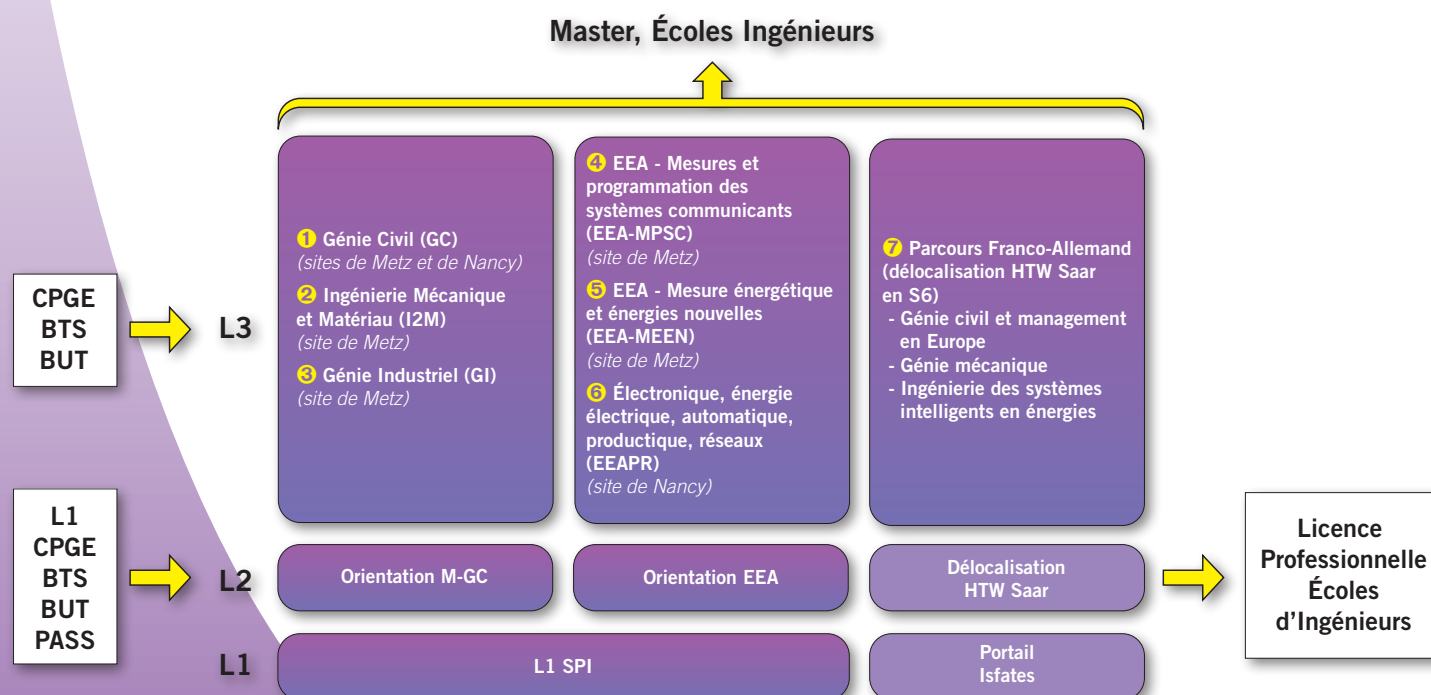 Master, Écoles Ingénieurs
CPGE
BTS
BUT
L3
❶ Génie Civil (GC)
(sites de Metz et de Nancy)
❷ Ingénierie Mécanique
et Matériau (I2M)
(site de Metz)
❸ Génie Industriel (GI)
(site de Metz)
❹ EEA - Mesures et
programmation des
systèmes communicants
(EEA-MPSC)
(site de Metz)
❺ EEA - Mesure énergétique
et énergies nouvelles
(EEA-MEEN)
(site de Metz)
❻ Électronique, énergie
électrique, automatique,
productique, réseaux
(EEAPR)
(site de Nancy)
❼ Parcours Franco-Allemand
(délocalisation HTW Saar
en S6)
- Génie civil et management
en Europe
- Génie mécanique
- Ingénierie des systèmes
intelligents en énergies
L1
CPGE
BTS
BUT
PASS
L2
Orientation M-GC
Orientation EEA
Délocalisation
HTW Saar
Licence
Professionnelle
Écoles
d’Ingénieurs
L1
L1 SPI
Portail
Isfates